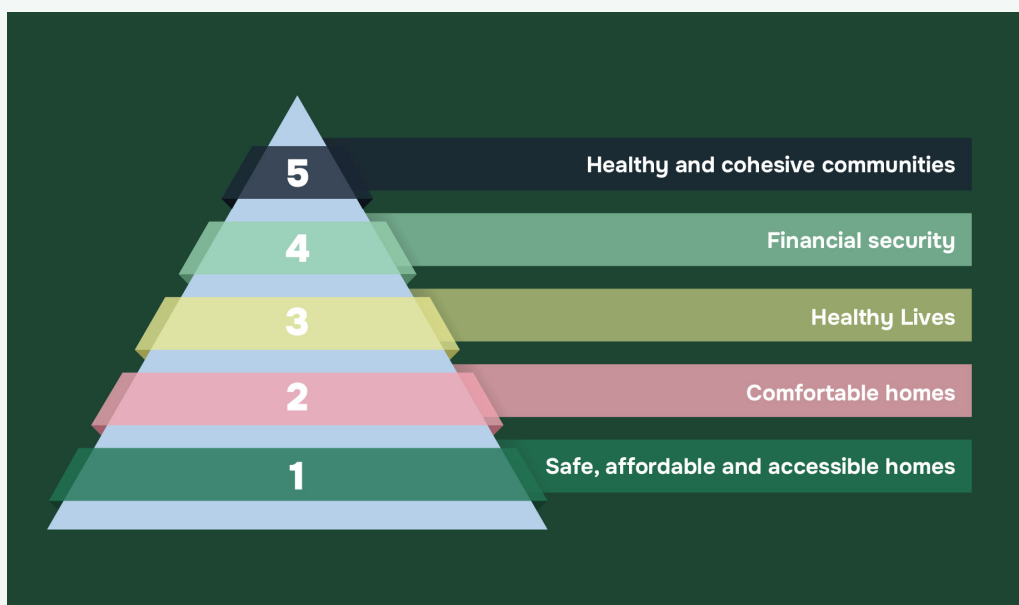 5 Healthy and cohesive communities
4 Financial security
3 Healthy Lives
2 Comfortable homes
1 Safe, affordable and accessible homes